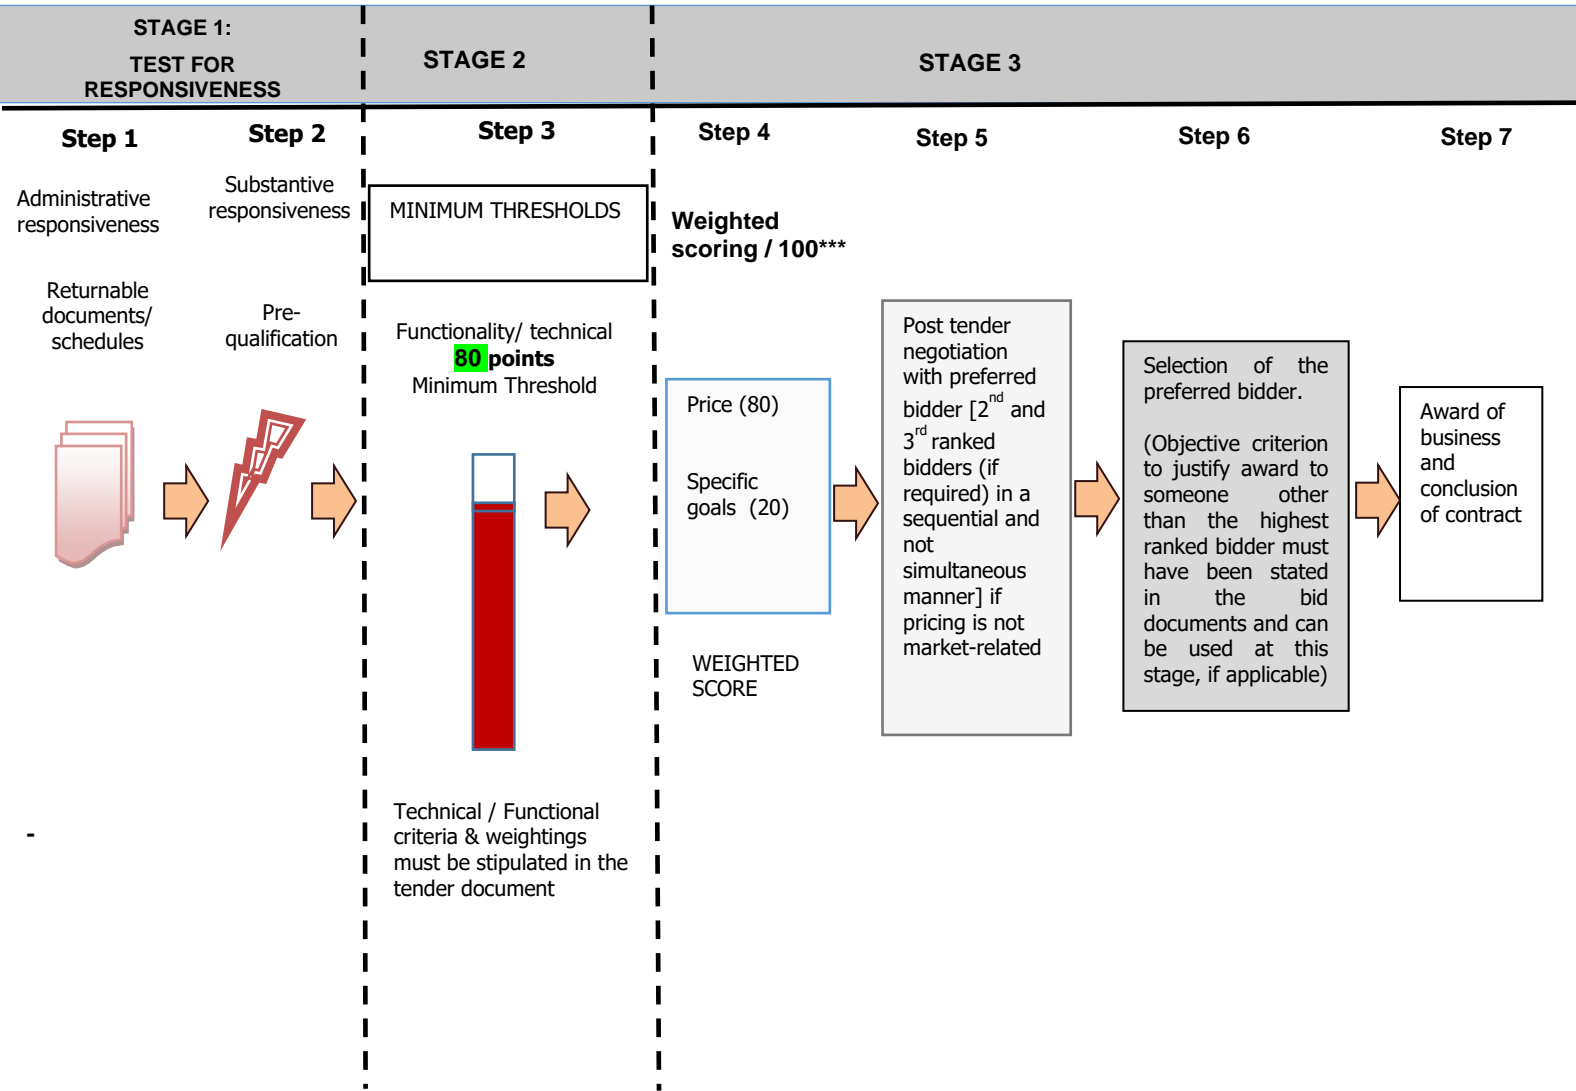 STAGE 1:
TEST FOR
RESPONSIVENESS
STAGE 2
STAGE 3
Step 1
Step 2
Step 3
Step 4
Step 5
Step 6
Step 7
Administrative
responsiveness
Returnable
documents/
schedules
Substantive
responsiveness
Pre-
qualification
MINIMUM THRESHOLDS
Functionality/ technical
80 points
Minimum Threshold
Technical / Functional
criteria & weightings
must be stipulated in the
tender document
Weighted
scoring / 100***
Price (80)
Specific
goals (20)
WEIGHTED
SCORE
Post tender
negotiation
with preferred
bidder [2nd and
3rd ranked
bidders (if
required) in a
sequential and
not
simultaneous
manner] if
pricing is not
market-related
Selection of the
preferred bidder.
(Objective criterion
to justify award to
someone other
than the highest
ranked bidder must
have been stated
in the bid
documents and can
be used at this
stage, if applicable)
Award of
business
and
conclusion
of contract
-